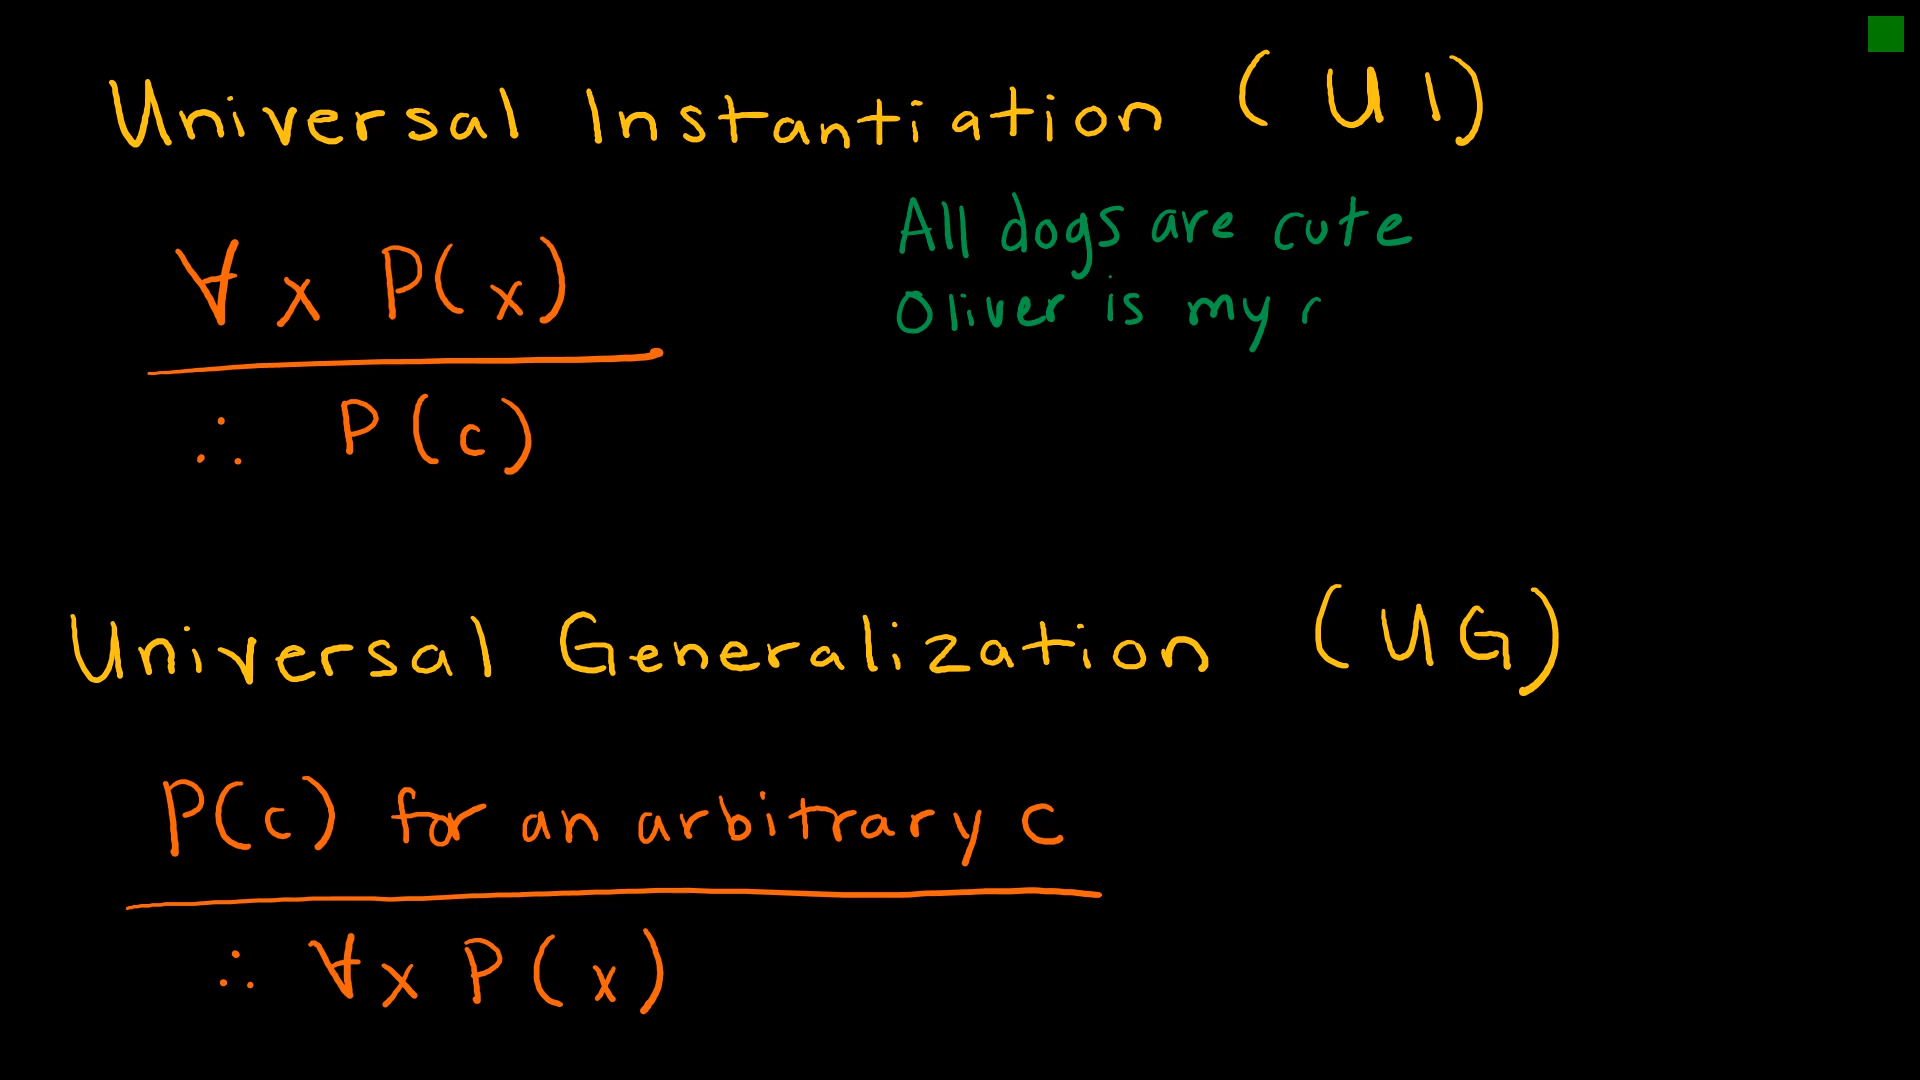 Universal Instantiation (UI)
All dogs are cute
Oliver is my
∀x P(x)
∴ P(c)
Universal Generalization (UG)
P(c) for an arbitrary c
∴ ∀x P(x)